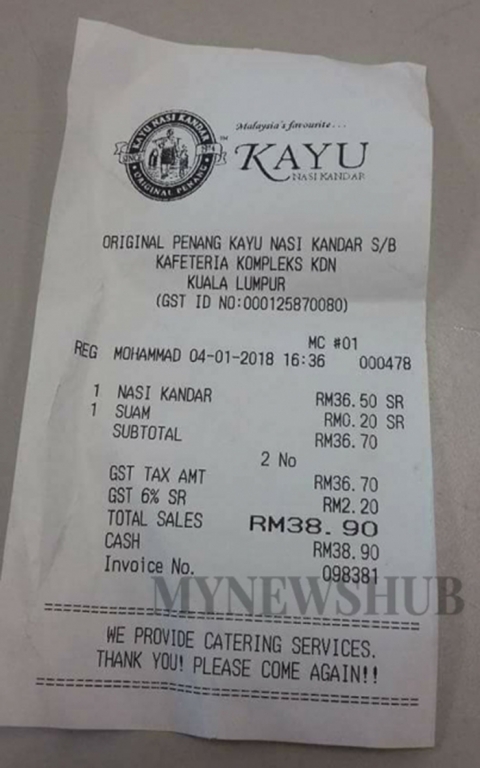 KAYU NASI KANDAR
SINCE 1974
ORIGINAL PENANG
TM
Malaysia's favourite...
KAYU
NASI KANDAR
ORIGINAL PENANG KAYU NASI KANDAR S/B
KAFETERIA KOMPLEKS KDN
KUALA LUMPUR
(GST ID NO:000125870080)
MC #01
REG MOHAMMAD 04-01-2018 16:36 000478
1 NASI KANDAR RM36.50 SR
1 SUAM RM0.20 SR
SUBTOTAL RM36.70
2 No
GST TAX AMT RM36.70
GST 6% SR RM2.20
TOTAL SALES RM38.90
CASH RM38.90
Invoice No. 098381
MYNEWSHUB
WE PROVIDE CATERING SERVICES.
THANK YOU! PLEASE COME AGAIN!!